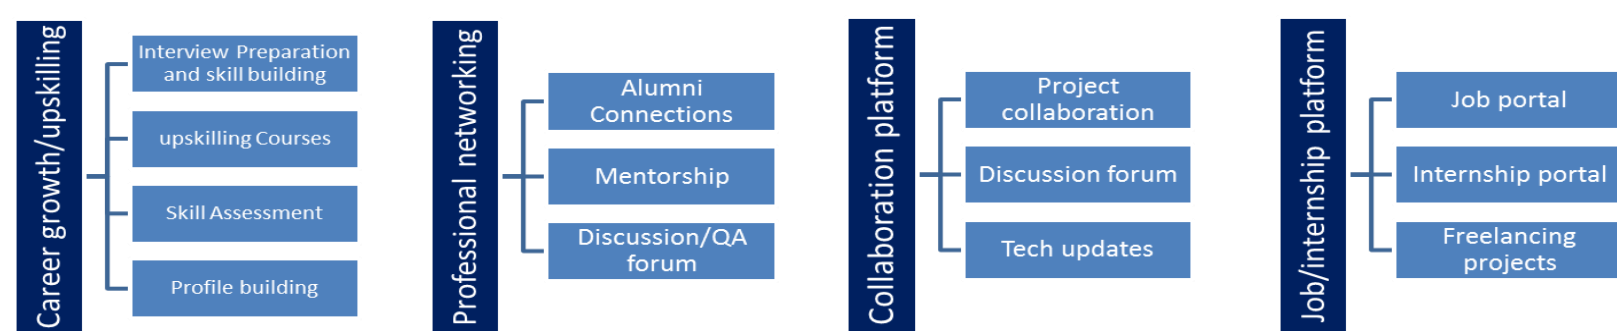 Career growth/upskilling
Interview Preparation
and skill building
upskilling Courses
Skill Assessment
Profile building
Professional networking
Alumni
Connections
Mentorship
Discussion/QA
forum
Collaboration platform
Project
collaboration
Discussion forum
Tech updates
Job/internship platform
Job portal
Internship portal
Freelancing
projects